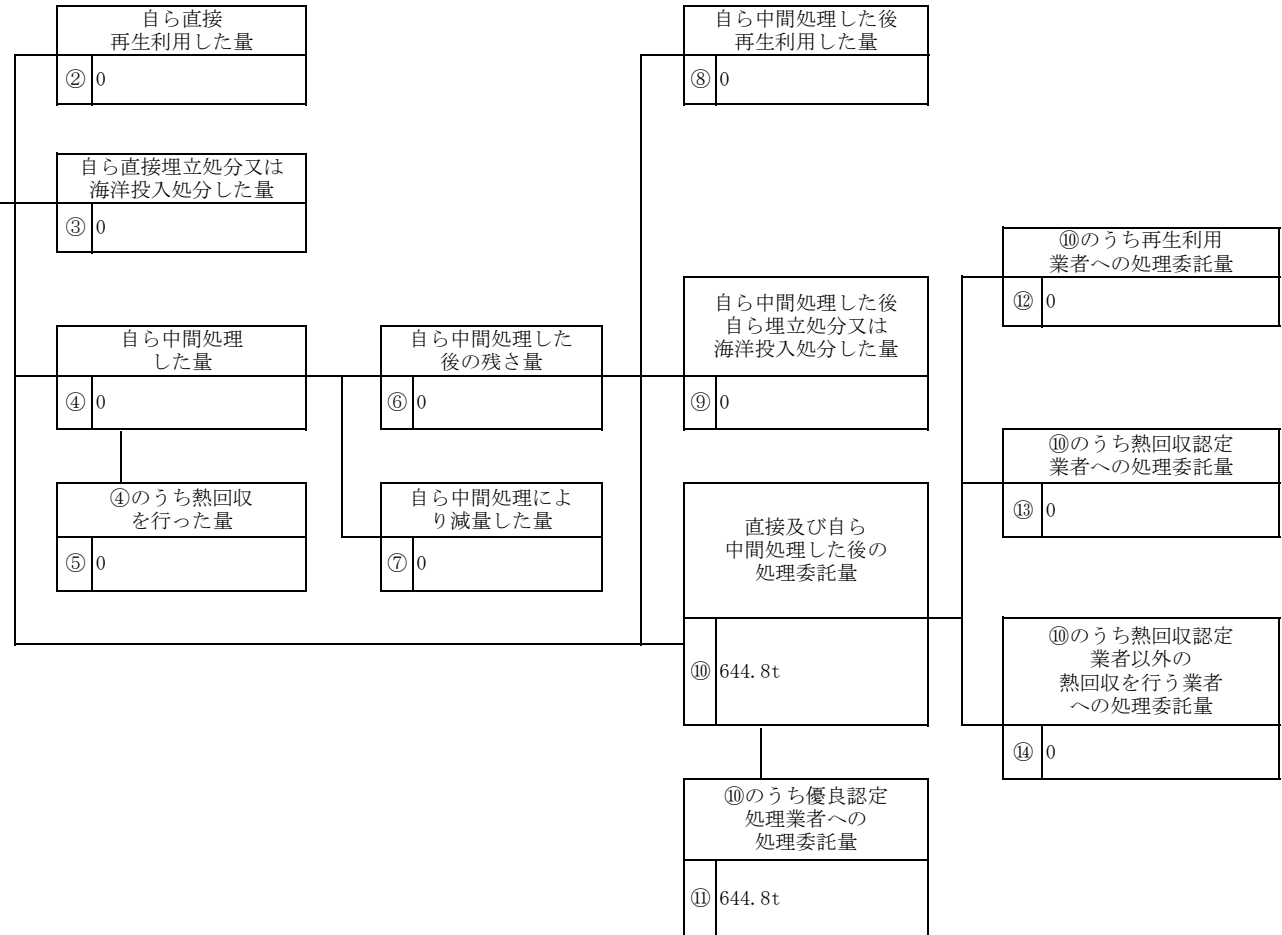 自ら直接
再生利用した量
② 0
自ら直接埋立処分又は
海洋投入処分した量
③ 0
自ら中間処理
した量
④ 0
④のうち熱回収
を行った量
⑤ 0
自ら中間処理した
後の残さ量
⑥ 0
自ら中間処理によ
り減量した量
⑦ 0
自ら中間処理した後
再生利用した量
⑧ 0
自ら中間処理した後
自ら埋立処分又は
海洋投入処分した量
⑨ 0
直接及び自ら
中間処理した後の
処理委託量
⑩ 644.8t
⑩のうち優良認定
処理業者への
処理委託量
⑪ 644.8t
⑩のうち再生利用
業者への処理委託量
⑫ 0
⑩のうち熱回収認定
業者への処理委託量
⑬ 0
⑩のうち熱回収認定
業者以外の
熱回収を行う業者
への処理委託量
⑭ 0